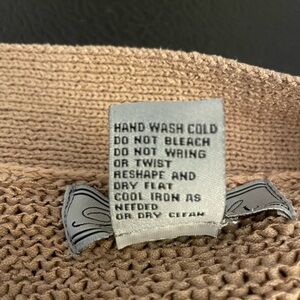 HAND WASH COLD
DO NOT BLEACH
DO NOT WRING
OR TWIST
RESHAPE AND
DRY FLAT
COOL IRON AS
NEEDED
OR DRY CLEAN